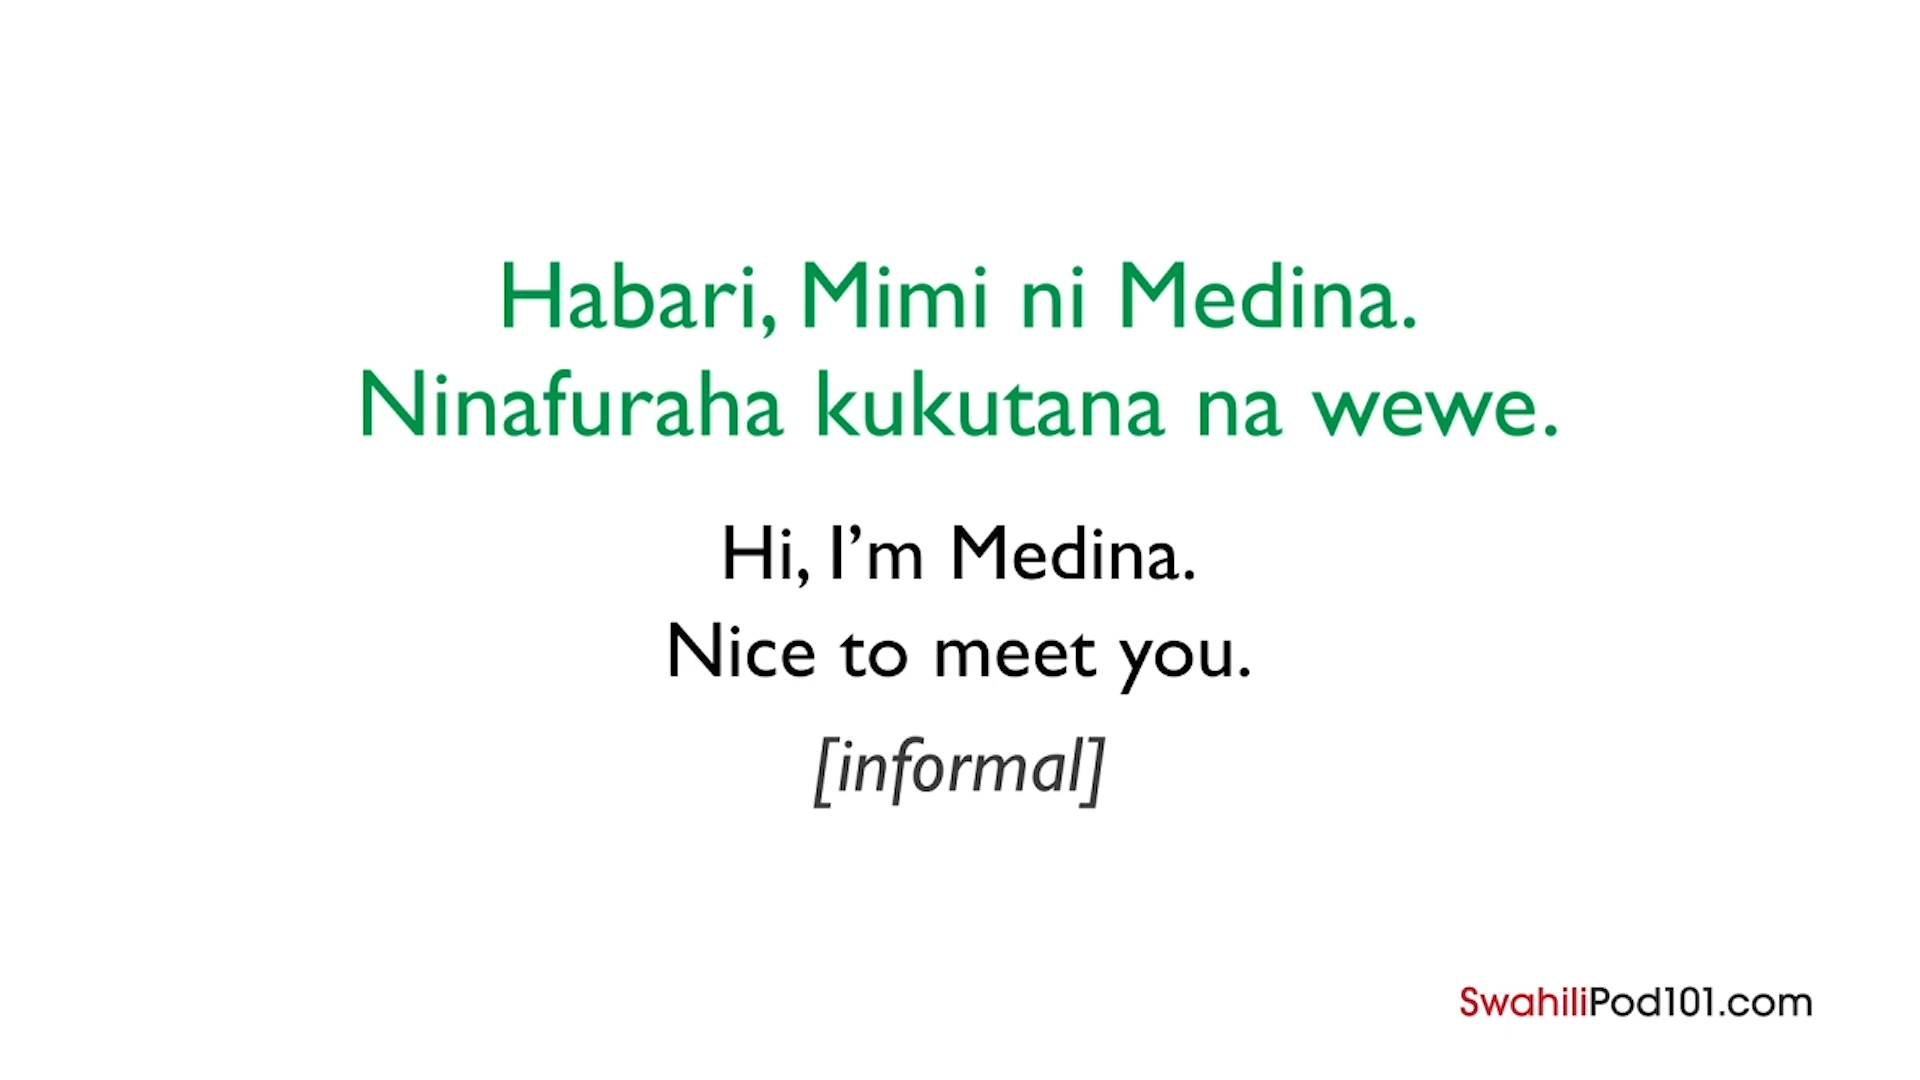 Habari, Mimi ni Medina.
Ninafuraha kukutana na wewe.
Hi, I’m Medina.
Nice to meet you.
[informal]
SwahiliPod101.com